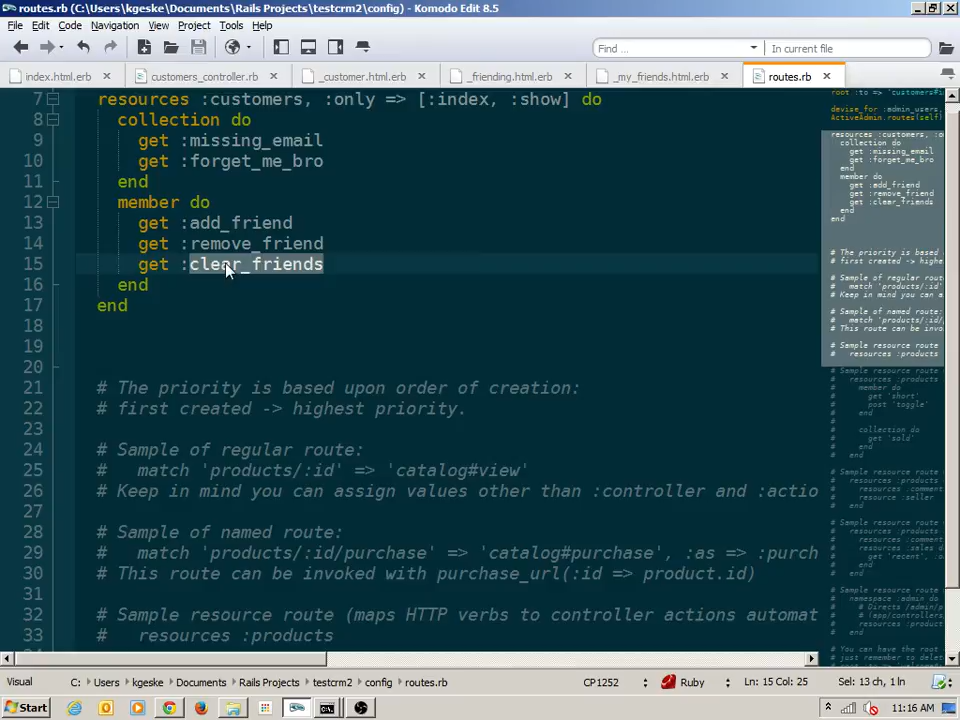 routes.rb (C:\Users\kgeske\Documents\Rails Projects\testcrm2\config) - Komodo Edit 8.5
File Edit Code Navigation View Project Tools Help
Find ... In current file
index.html.erb customers_controller.rb _customer.html.erb _friending.html.erb _my_friends.html.erb routes.rb
7 resources :customers, :only => [:index, :show] do
8 collection do
9 get :missing_email
10 get :forget_me_bro
11 end
12 member do
13 get :add_friend
14 get :remove_friend
15 get :clear_friends
16 end
17 end
18
19
20
21 # The priority is based upon order of creation:
22 # first created -> highest priority.
23
24 # Sample of regular route:
25 #   match 'products/:id' => 'catalog#view'
26 # Keep in mind you can assign values other than :controller and :actio
27
28 # Sample of named route:
29 #   match 'products/:id/purchase' => 'catalog#purchase', :as => :purch
30 # This route can be invoked with purchase_url(:id => product.id)
31
32 # Sample resource route (maps HTTP verbs to controller actions automat
33 #   resources :products
Visual C: Users kgeske Documents Rails Projects testcrm2 config routes.rb CP1252 Ruby Ln: 15 Col: 25 Sel: 13 ch, 1 ln
Start 11:16 AM